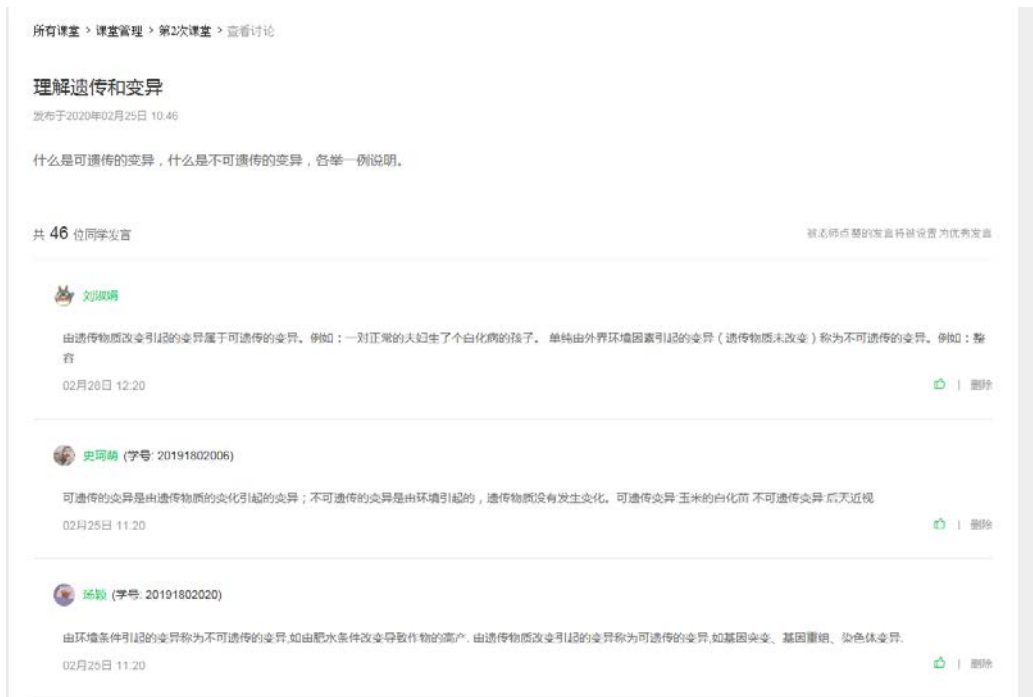 所有课堂 > 课堂管理 > 第2次课堂 > 查看讨论
理解遗传和变异
发布于2020年02月25日 10:46
什么是可遗传的变异，什么是不可遗传的变异，各举一例说明。
共 46 位同学发言
被老师点赞的发言将被设置为优秀发言
刘淑娟
由遗传物质改变引起的变异属于可遗传的变异。例如：一对正常的夫妇生了个白化病的孩子。 单纯由外界环境因素引起的变异（遗传物质未改变）称为不可遗传的变异。例如：整
容
02月28日 12:20
| 删除
史珂萌 (学号: 20191802006)
可遗传的变异是由遗传物质的变化引起的变异；不可遗传的变异是由环境引起的，遗传物质没有发生变化。可遗传变异:玉米的白化苗 不可遗传变异:后天近视
02月25日 11:20
| 删除
杨颖 (学号: 20191802020)
由环境条件引起的变异称为不可遗传的变异,如由肥水条件改变导致作物的高产. 由遗传物质改变引起的变异称为可遗传的变异,如基因突变、基因重组、染色体变异.
02月25日 11:20
| 删除